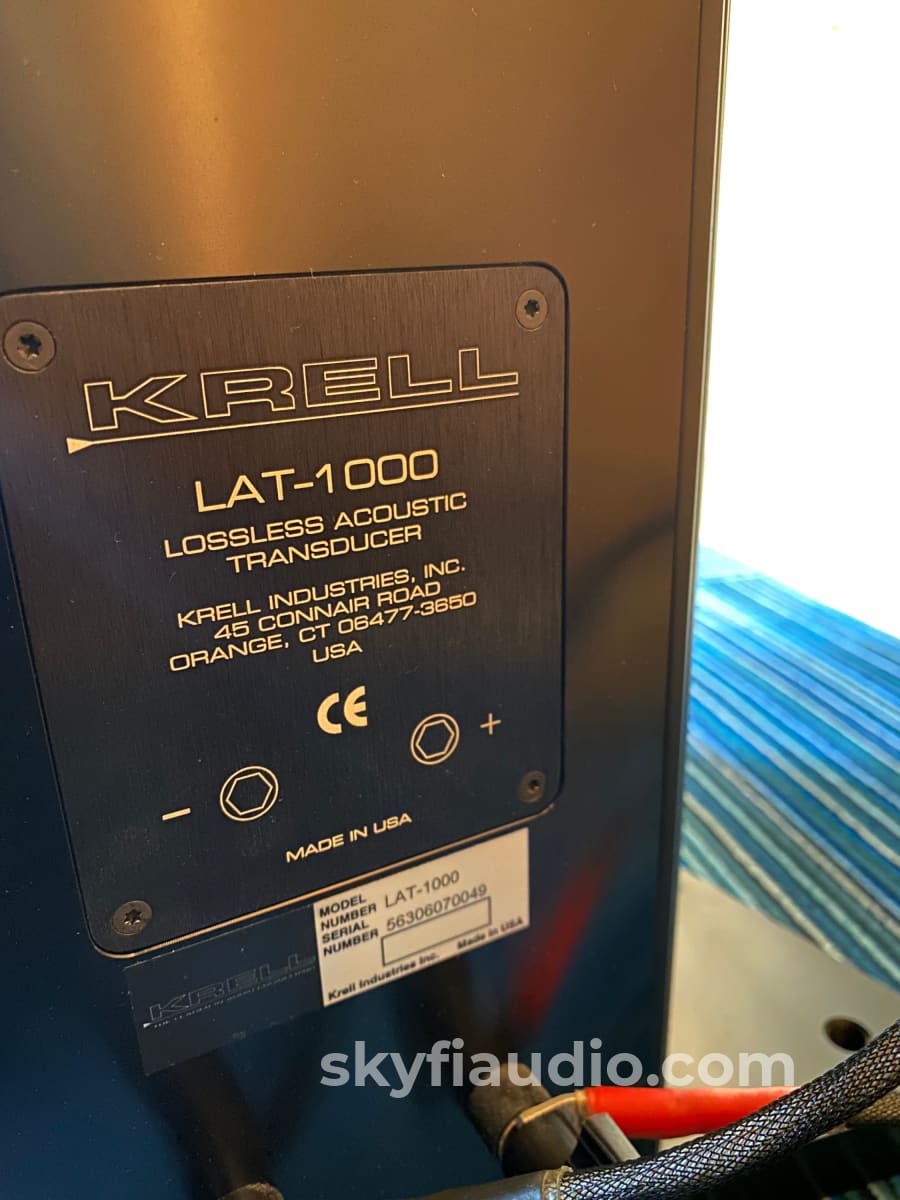 KRELL
LAT-1000
LOSSLESS ACOUSTIC
TRANSDUCER
KRELL INDUSTRIES, INC.
45 CONNAIR ROAD
ORANGE, CT 06477-3650
USA
CE
- +
MADE IN USA
MODEL
NUMBER LAT-1000
SERIAL
NUMBER 56306070049
Krell Industries Inc. Made in USA
KRELL
skyfiaudio.com